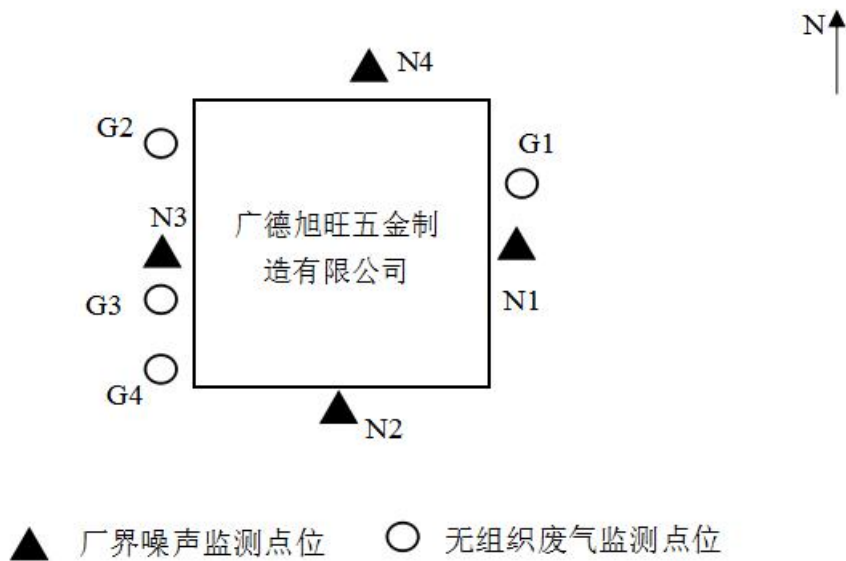 N
N4
G2
G1
N3
广德旭旺五金制
造有限公司
G3
N1
G4
N2
厂界噪声监测点位
无组织废气监测点位